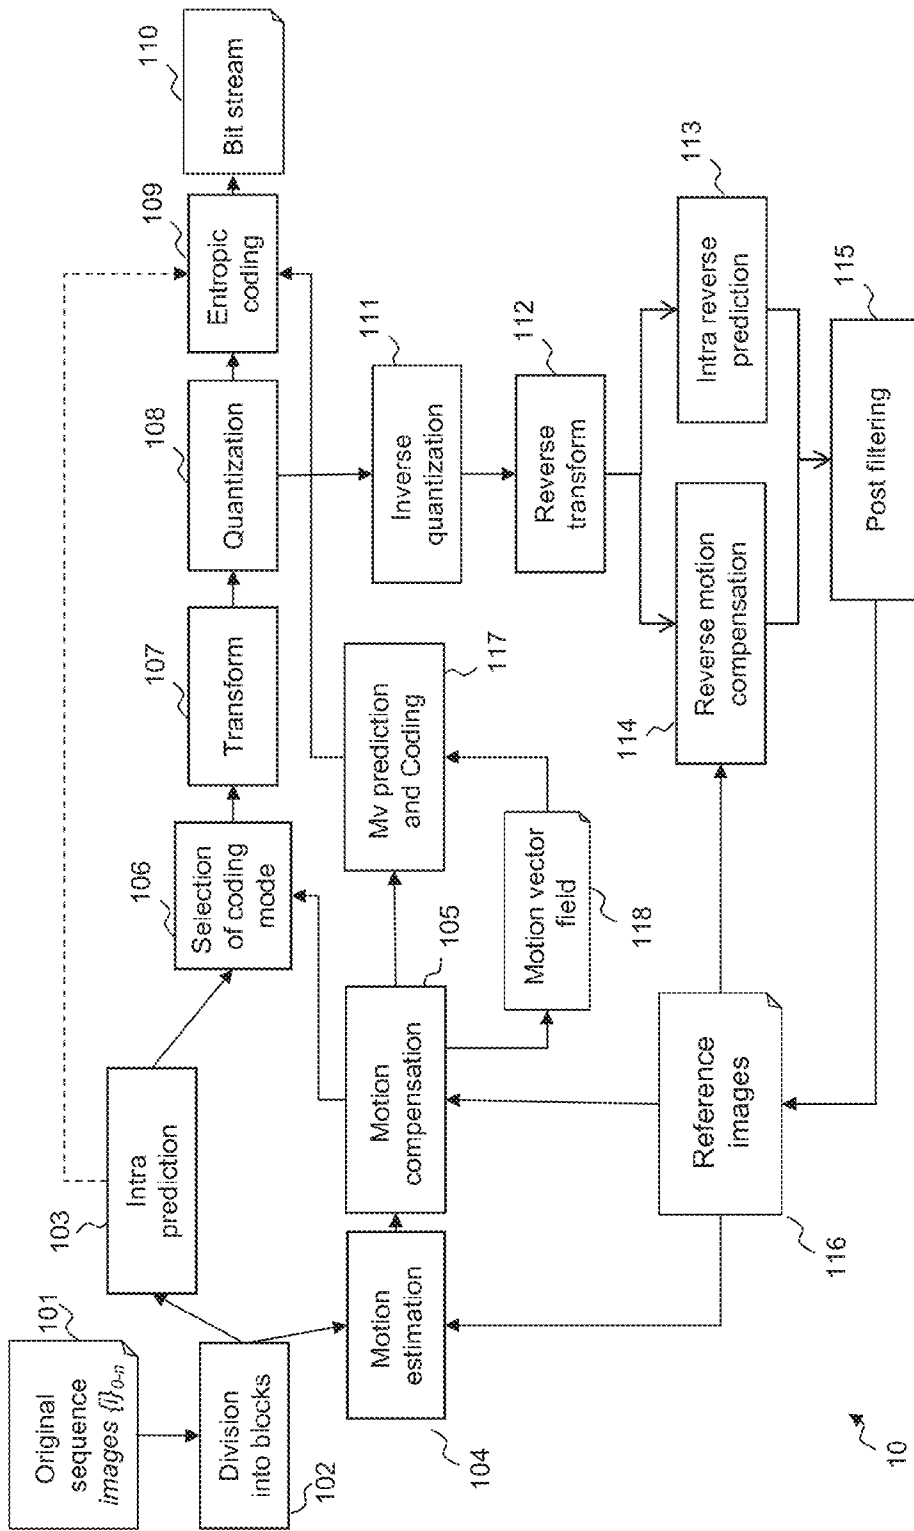 Original
sequence
images {I}0-n
101
Division
into blocks
102
Intra
prediction
103
Motion
estimation
104
Motion
compensation
105
Selection
of coding
mode
106
Transform
107
Quantization
108
Entropic
coding
109
Bit stream
110
Mv prediction
and Coding
117
Motion vector
field
118
Inverse
quantization
111
Reverse
transform
112
Intra reverse
prediction
113
Reverse motion
compensation
114
Post filtering
115
Reference
images
116
10